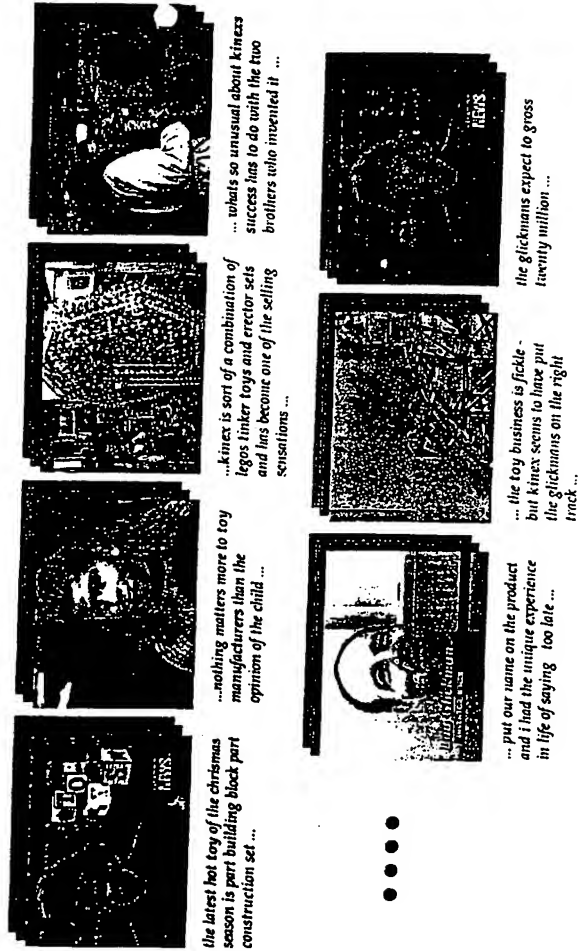 the latest hot toy of the chrismas
season is part building block part
construction set ...
...nothing matters more to toy
manufacturers than the
opinion of the child ...
...kinex is sort of a combination of
legos tinker toys and erector sets
and has become one of the selling
sensations ...
... whats so unusual about kinexs
success has to do with the two
brothers who invented it ...
... put our name on the product
and i had the unique experience
in life of saying too late ...
... the toy business is fickle -
but kinex seems to have put
the glickmans on the right
track ...
the glickmans expect to gross
twenty million ...
NEWS